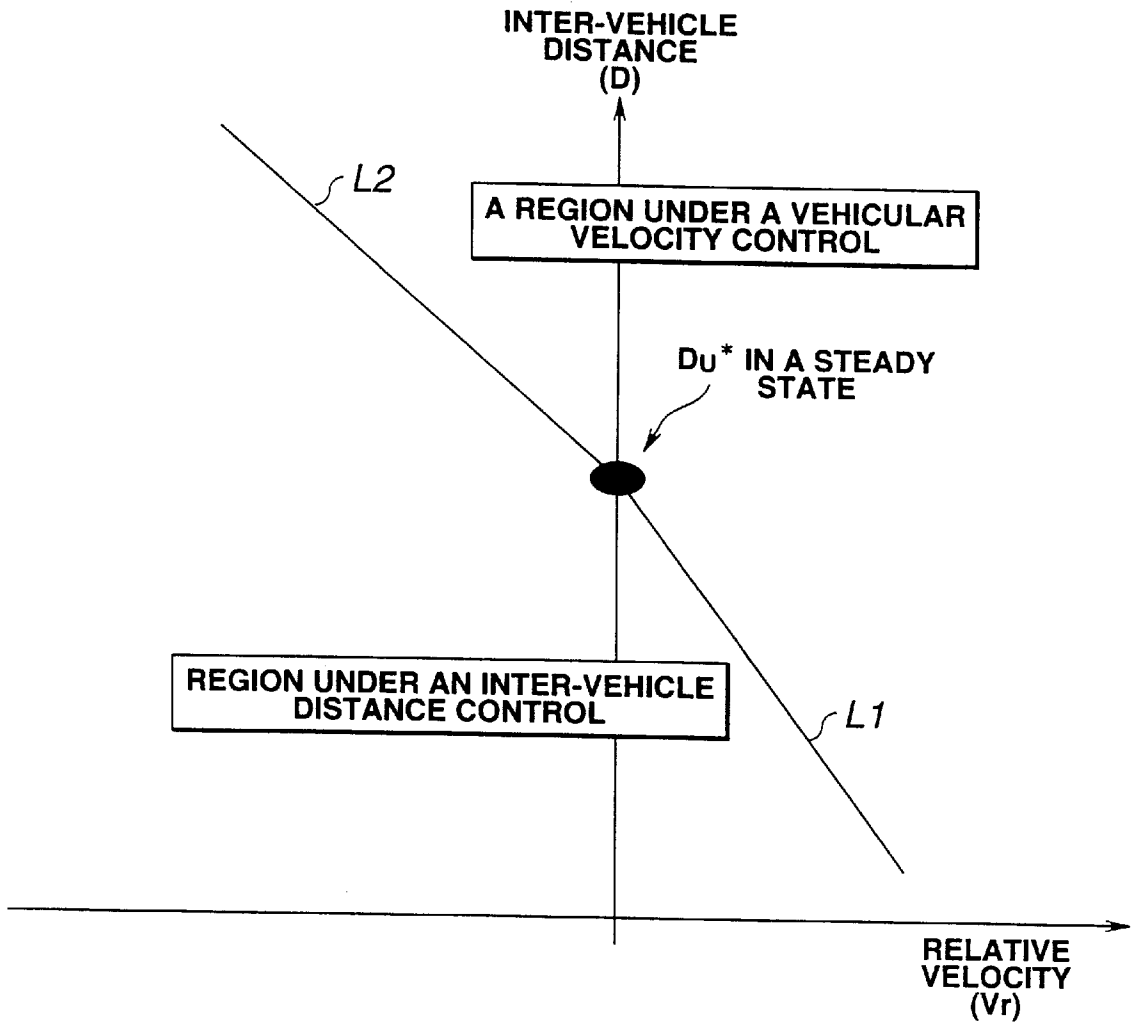 INTER-VEHICLE
DISTANCE
(D)
L2
A REGION UNDER A VEHICULAR
VELOCITY CONTROL
DU* IN A STEADY
STATE
REGION UNDER AN INTER-VEHICLE
DISTANCE CONTROL
L1
RELATIVE
VELOCITY
(Vr)